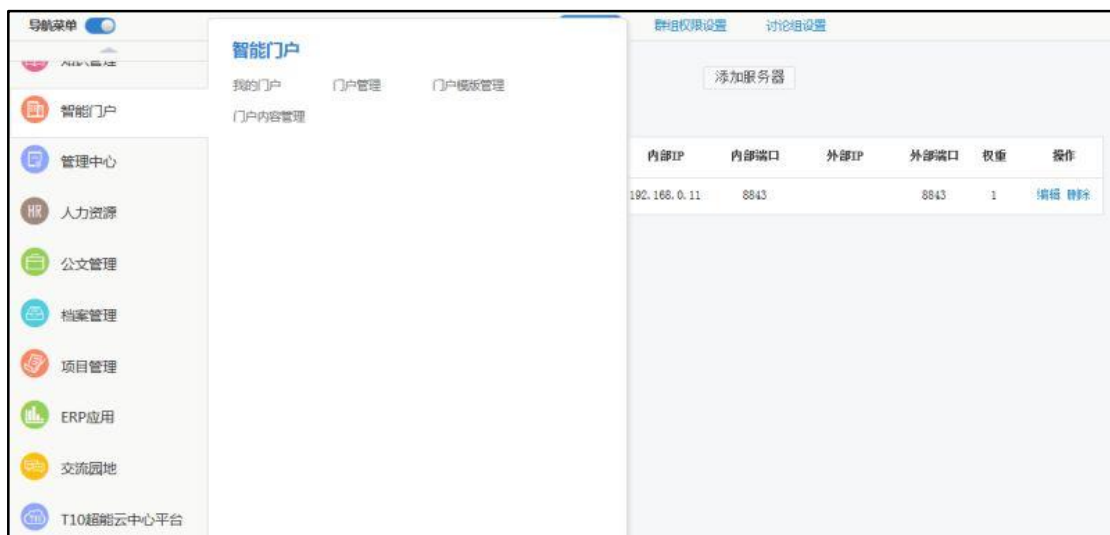 导航菜单
群组权限设置 讨论组设置
知识管理
智能门户
我的门户 门户管理 门户模版管理
门户内容管理
添加服务器
智能门户
管理中心
人力资源
公文管理
档案管理
项目管理
ERP应用
交流园地
T10超能云中心平台
内部IP 内部端口 外部IP 外部端口 权重 操作
192.168.0.11 8843 8843 1 编辑 删除
HR